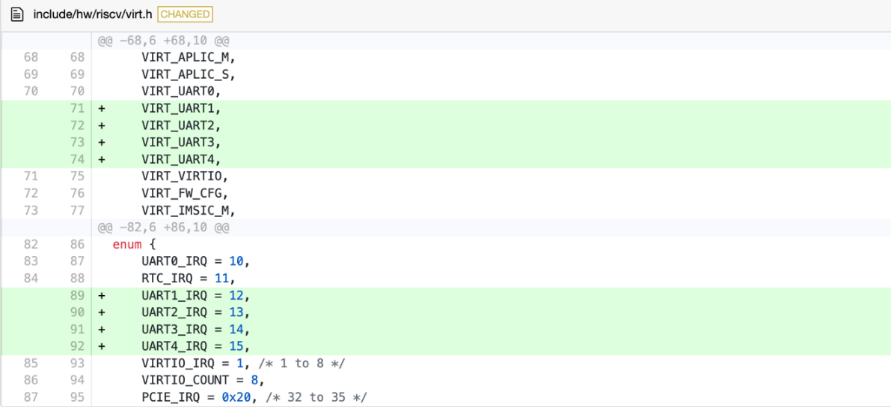 include/hw/riscv/virt.h CHANGED
@@ -68,6 +68,10 @@
68 68 VIRT_APLIC_M,
69 69 VIRT_APLIC_S,
70 70 VIRT_UART0,
71 + VIRT_UART1,
72 + VIRT_UART2,
73 + VIRT_UART3,
74 + VIRT_UART4,
71 75 VIRT_VIRTIO,
72 76 VIRT_FW_CFG,
73 77 VIRT_IMSIC_M,
@@ -82,6 +86,10 @@
82 86 enum {
83 87 UART0_IRQ = 10,
84 88 RTC_IRQ = 11,
89 + UART1_IRQ = 12,
90 + UART2_IRQ = 13,
91 + UART3_IRQ = 14,
92 + UART4_IRQ = 15,
85 93 VIRTIO_IRQ = 1, /* 1 to 8 */
86 94 VIRTIO_COUNT = 8,
87 95 PCIE_IRQ = 0x20, /* 32 to 35 */